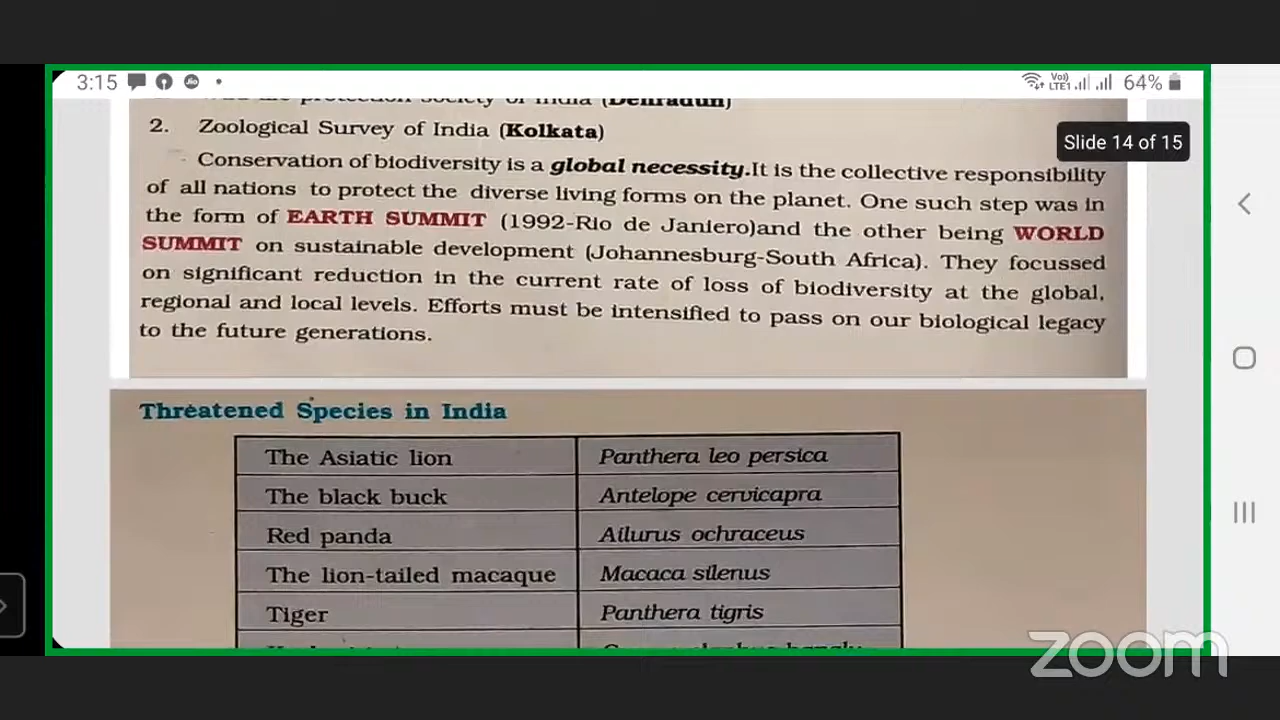 3:15
Vo)) LTE1 64%
society of India (Dehradun)
Slide 14 of 15
2. Zoological Survey of India (Kolkata)
Conservation of biodiversity is a global necessity.It is the collective responsibility
of all nations to protect the diverse living forms on the planet. One such step was in
the form of EARTH SUMMIT (1992-Rio de Janiero)and the other being WORLD
SUMMIT on sustainable development (Johannesburg-South Africa). They focussed
on significant reduction in the current rate of loss of biodiversity at the global,
regional and local levels. Efforts must be intensified to pass on our biological legacy
to the future generations.
Threatened Species in India
The Asiatic lion Panthera leo persica
The black buck Antelope cervicapra
Red panda Ailurus ochraceus
The lion-tailed macaque Macaca silenus
Tiger Panthera tigris
zoom